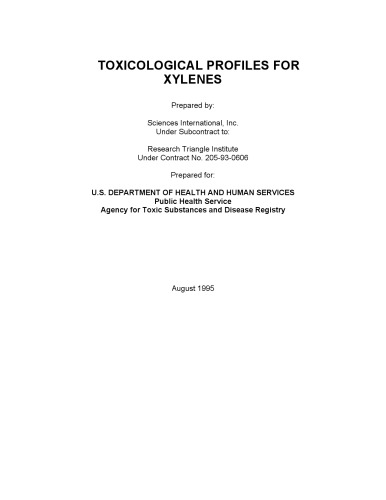 TOXICOLOGICAL PROFILES FOR
XYLENES
Prepared by:
Sciences International, Inc.
Under Subcontract to:
Research Triangle Institute
Under Contract No. 205-93-0606
Prepared for:
U.S. DEPARTMENT OF HEALTH AND HUMAN SERVICES
Public Health Service
Agency for Toxic Substances and Disease Registry
August 1995